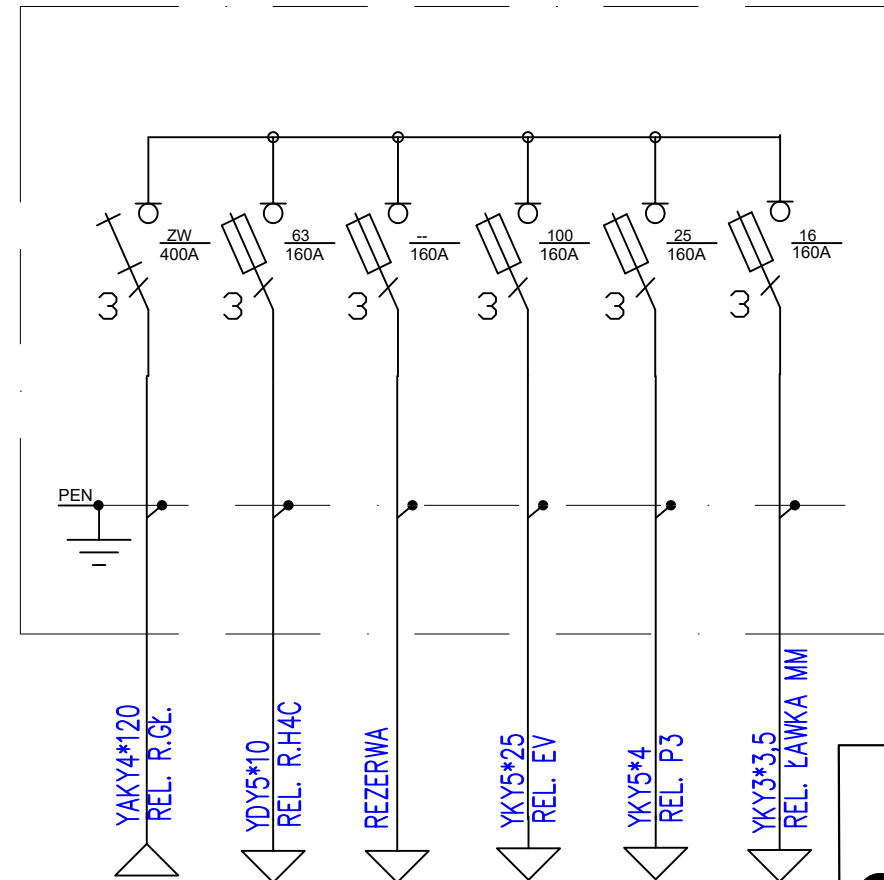 ZW
400A
63
160A
--
160A
100
160A
25
160A
16
160A
3
3
3
3
3
3
PEN
YAKY4*120
REL. R.GŁ.
YDY5*10
REL. R.H4C
REZERWA
YKY5*25
REL. EV
YKY5*4
REL. P3
YKY3*3,5
REL. ŁAWKA MM